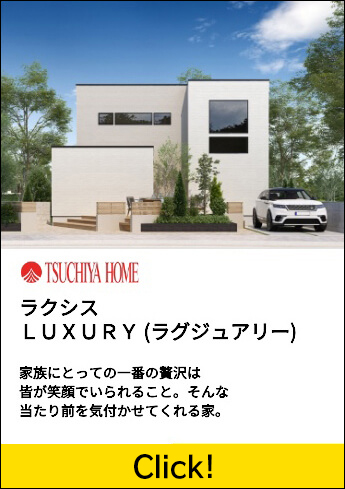 TSUCHIYA HOME
ラクシス
ＬＵＸＵＲＹ (ラグジュアリー)
家族にとっての一番の贅沢は
皆が笑顔でいられること。そんな
当たり前を気付かせてくれる家。
Click!